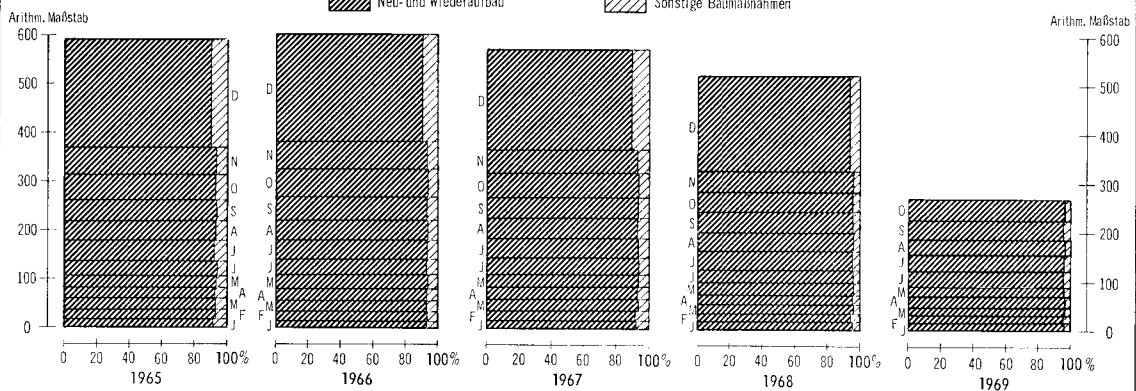 Neu- und Wiederaufbau
Sonstige Baumaßnahmen
Arithm. Maßstab
Arithm. Maßstab
600
500
400
300
200
100
0
D
N
O
S
A
J
J
M
A
M
F
J
D
N
O
S
A
J
J
M
A
M
F
J
D
N
O
S
A
J
J
M
A
M
F
J
D
N
O
S
A
J
J
M
A
M
F
J
O
S
A
J
J
M
A
M
F
J
600
500
400
300
200
100
0
0 20 40 60 80 100%
0 20 40 60 80 100%
0 20 40 60 80 100%
0 20 40 60 80 100%
0 20 40 60 80 100%
1965
1966
1967
1968
1969